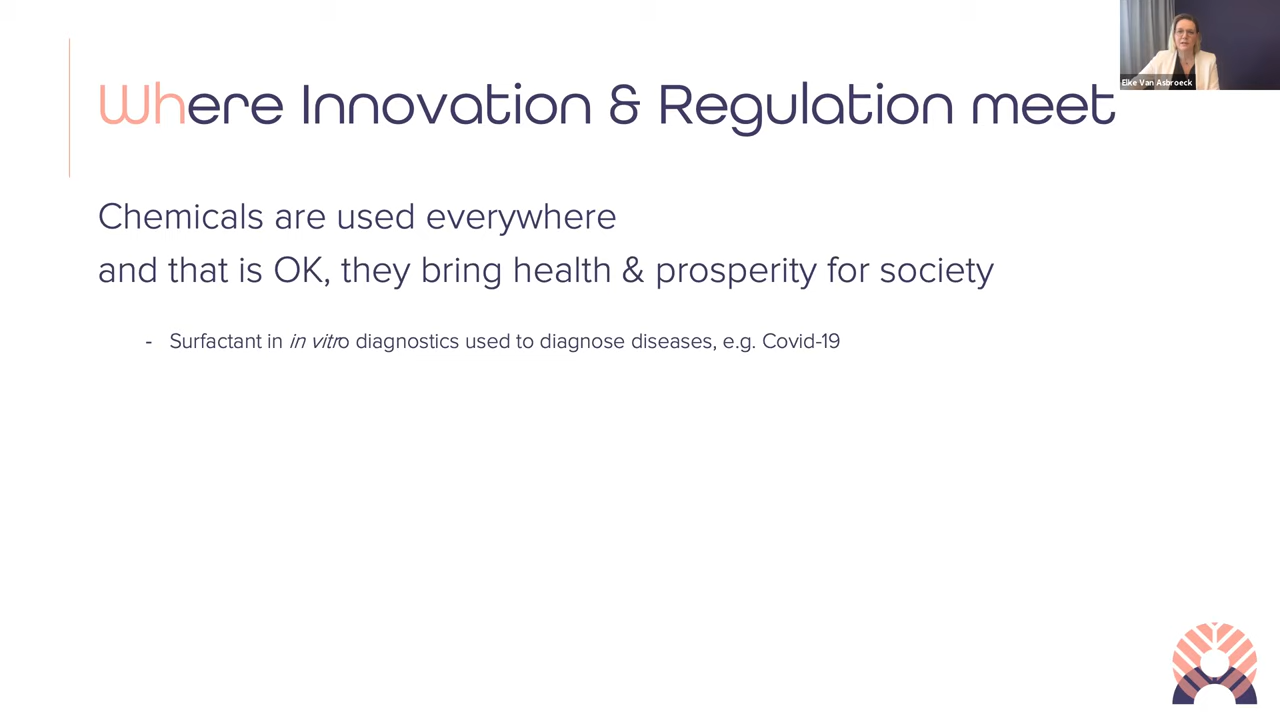 Where Innovation & Regulation meet
Elke Van Asbroeck
Chemicals are used everywhere
and that is OK, they bring health & prosperity for society
- Surfactant in in vitro diagnostics used to diagnose diseases, e.g. Covid-19